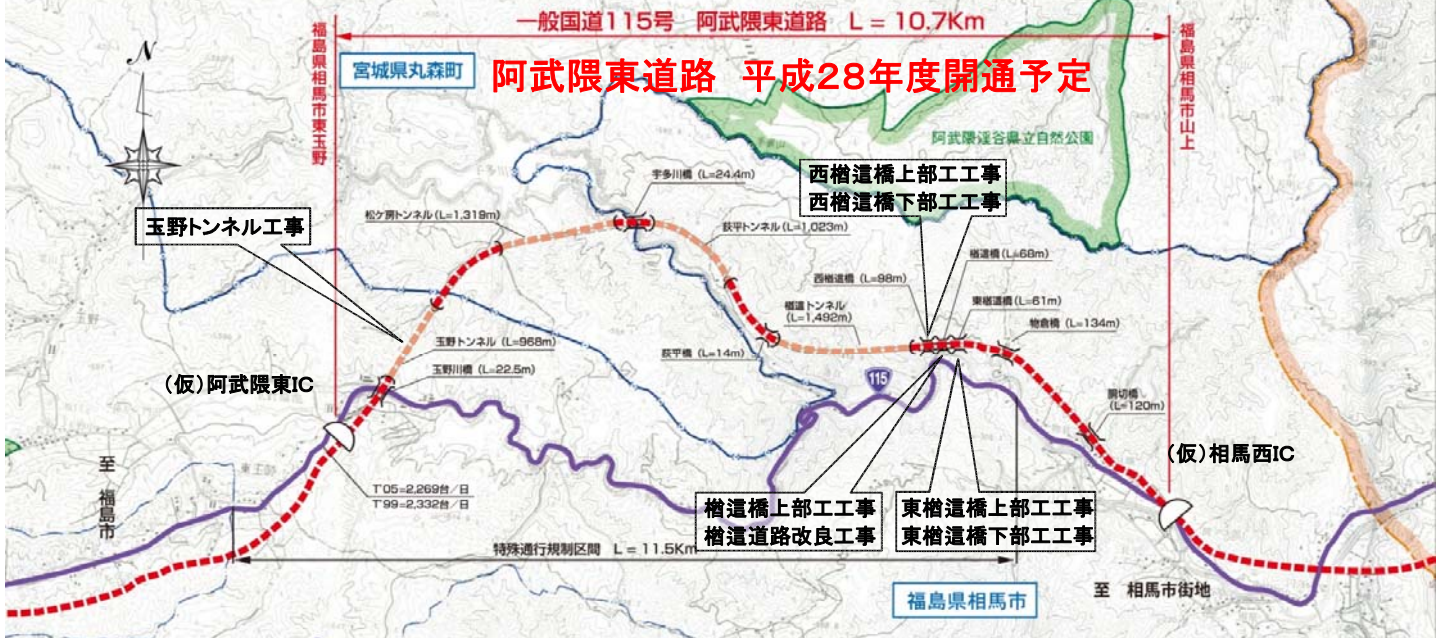 一般国道115号 阿武隈東道路 L = 10.7Km
福島県相馬市東玉野
福島県相馬市山上
宮城県丸森町
阿武隈東道路 平成28年度開通予定
N
阿武隈渓谷県立自然公園
西楢這橋上部工工事
西楢這橋下部工工事
宇多川橋 (L=24.4m)
松ケ房トンネル (L=1,319m)
玉野トンネル工事
荻平トンネル (L=1,023m)
楢這橋 (L=68m)
西楢這橋 (L=98m)
東楢這橋 (L=61m)
楢這トンネル
(L=1,492m)
物倉橋 (L=134m)
玉野トンネル (L=968m)
荻平橋 (L=14m)
玉野川橋 (L=22.5m)
(仮)阿武隈東IC
115
胴切橋
(L=120m)
(仮)相馬西IC
至 福島市
東玉野
T'05=2,269台/日
T'99=2,332台/日
楢這橋上部工工事
楢這道路改良工事
東楢這橋上部工工事
東楢這橋下部工工事
特殊通行規制区間 L = 11.5Km
福島県相馬市
至 相馬市街地